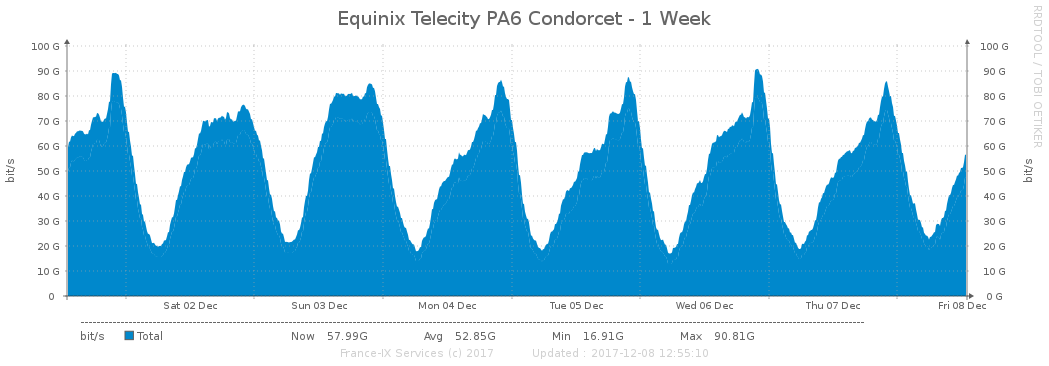 Equinix Telecity PA6 Condorcet - 1 Week
RRDTOOL / TOBI OETIKER
bit/s
100 G
90 G
80 G
70 G
60 G
50 G
40 G
30 G
20 G
10 G
0
100 G
90 G
80 G
70 G
60 G
50 G
40 G
30 G
20 G
10 G
0 G
bit/s
Sat 02 Dec Sun 03 Dec Mon 04 Dec Tue 05 Dec Wed 06 Dec Thu 07 Dec Fri 08 Dec
bit/s Total Now 57.99G Avg 52.85G Min 16.91G Max 90.81G
France-IX Services (c) 2017 Updated : 2017-12-08 12:55:10